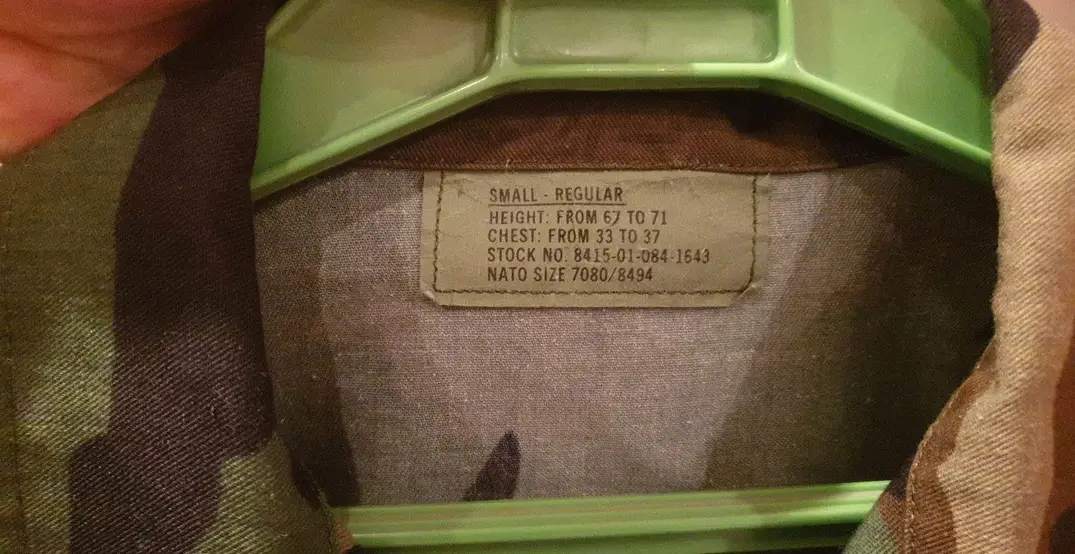 SMALL - REGULAR
HEIGHT: FROM 67 TO 71
CHEST: FROM 33 TO 37
STOCK NO. 8415-01-084-1643
NATO SIZE 7080/8494